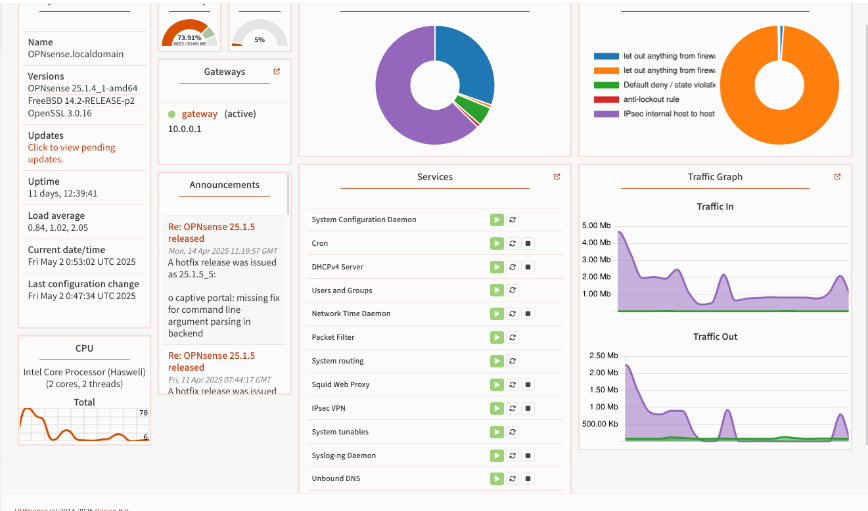 Name
OPNsense.localdomain
Versions
OPNsense 25.1.4_1-amd64
FreeBSD 14.2-RELEASE-p2
OpenSSL 3.0.16
Updates
Click to view pending
updates.
Uptime
11 days, 12:39:41
Load average
0.84, 1.02, 2.05
Current date/time
Fri May 2 0:53:02 UTC 2025
Last configuration change
Fri May 2 0:47:34 UTC 2025
CPU
Intel Core Processor (Haswell)
(2 cores, 2 threads)
Total
70
6
73.91%
5%
Gateways
gateway (active)
10.0.0.1
Announcements
Re: OPNsense 25.1.5
released
Mon, 14 Apr 2025 11:19:57 GMT
A hotfix release was issued
as 25.1.5_5:
o captive portal: missing fix
for command line
argument parsing in
backend
Re: OPNsense 25.1.5
released
Fri, 11 Apr 2025 07:44:17 GMT
A hotfix release was issued
Services
System Configuration Daemon
Cron
DHCPv4 Server
Users and Groups
Network Time Daemon
Packet Filter
System routing
Squid Web Proxy
IPsec VPN
System tunables
Syslog-ng Daemon
Unbound DNS
let out anything from firew
let out anything from firew
Default deny / state violati
anti-lockout rule
IPsec internal host to host
Traffic Graph
Traffic In
5.00 Mb
4.00 Mb
3.00 Mb
2.00 Mb
1.00 Mb
Traffic Out
2.50 Mb
2.00 Mb
1.50 Mb
1.00 Mb
500.00 Kb